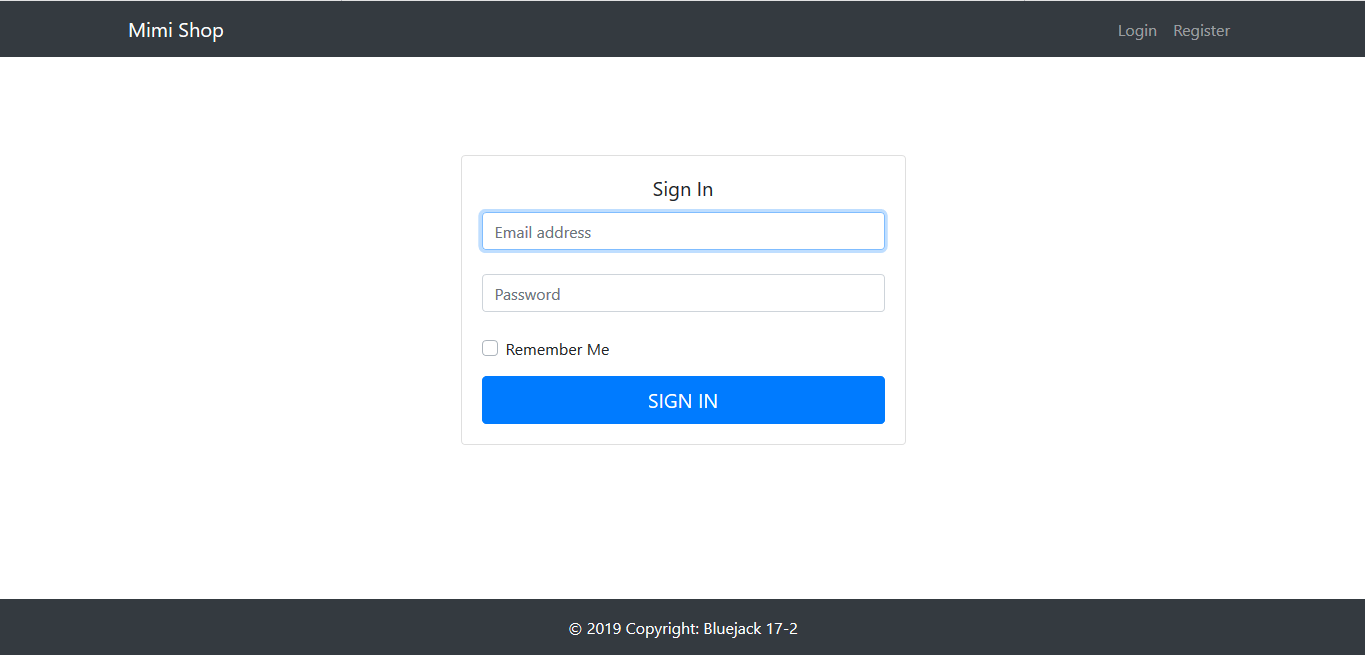 Mimi Shop
Login Register
Sign In
Email address
Password
Remember Me
SIGN IN
© 2019 Copyright: Bluejack 17-2